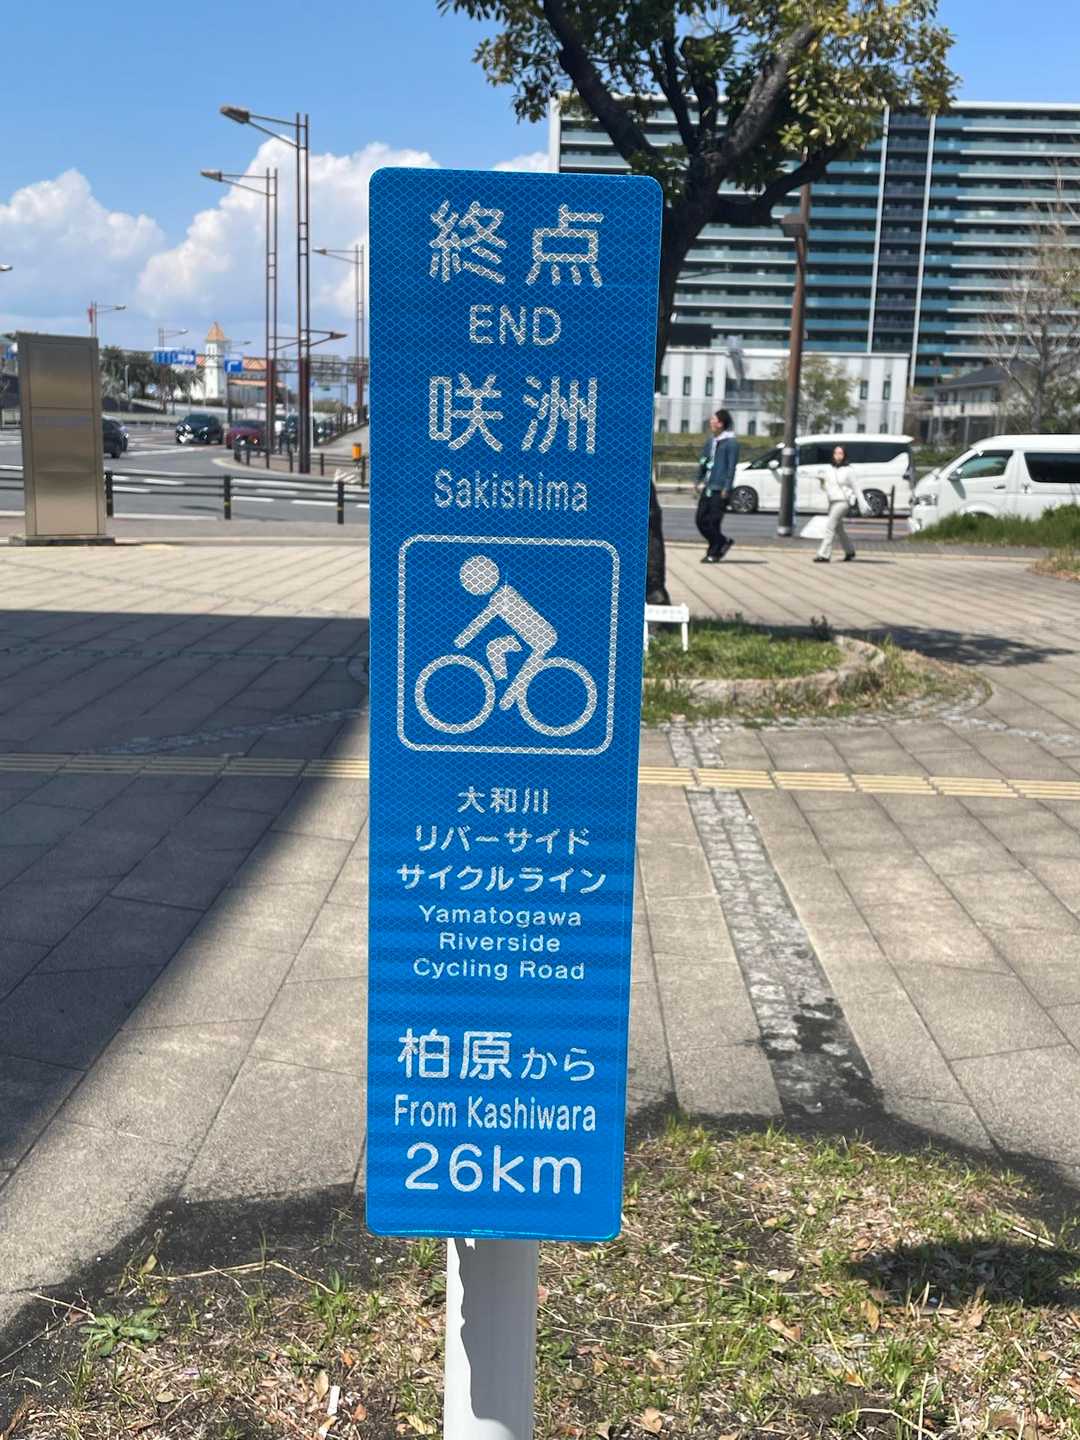 終点
END
咲洲
Sakishima
大和川
リバーサイド
サイクルライン
Yamatogawa
Riverside
Cycling Road
柏原から
From Kashiwara
26km